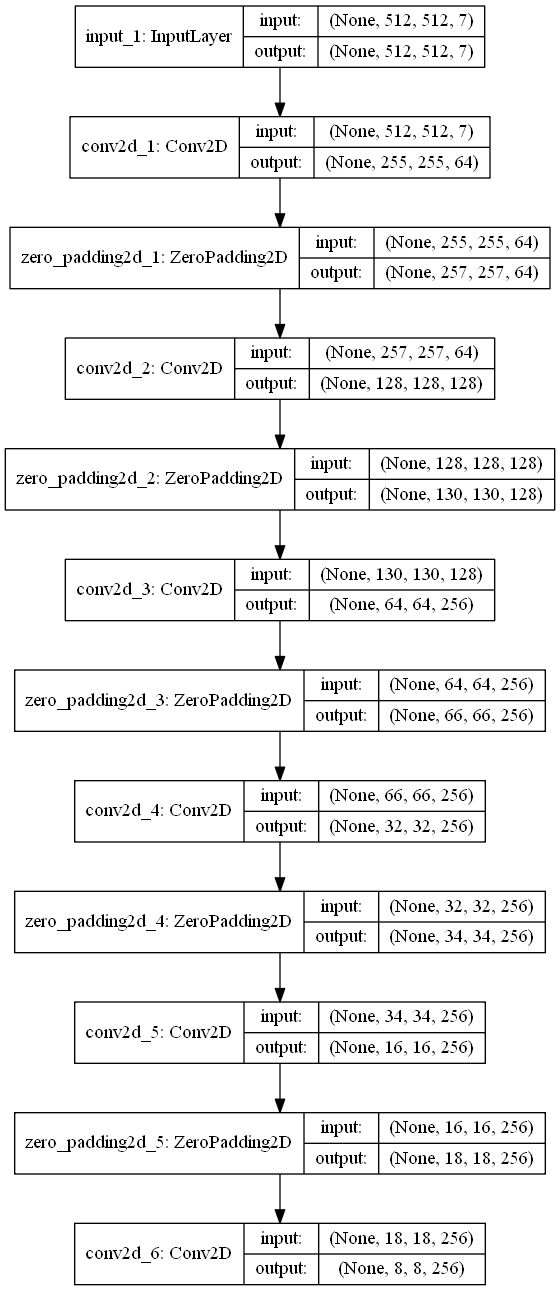 input_1: InputLayer
input: (None, 512, 512, 7)
output: (None, 512, 512, 7)
conv2d_1: Conv2D
input: (None, 512, 512, 7)
output: (None, 255, 255, 64)
zero_padding2d_1: ZeroPadding2D
input: (None, 255, 255, 64)
output: (None, 257, 257, 64)
conv2d_2: Conv2D
input: (None, 257, 257, 64)
output: (None, 128, 128, 128)
zero_padding2d_2: ZeroPadding2D
input: (None, 128, 128, 128)
output: (None, 130, 130, 128)
conv2d_3: Conv2D
input: (None, 130, 130, 128)
output: (None, 64, 64, 256)
zero_padding2d_3: ZeroPadding2D
input: (None, 64, 64, 256)
output: (None, 66, 66, 256)
conv2d_4: Conv2D
input: (None, 66, 66, 256)
output: (None, 32, 32, 256)
zero_padding2d_4: ZeroPadding2D
input: (None, 32, 32, 256)
output: (None, 34, 34, 256)
conv2d_5: Conv2D
input: (None, 34, 34, 256)
output: (None, 16, 16, 256)
zero_padding2d_5: ZeroPadding2D
input: (None, 16, 16, 256)
output: (None, 18, 18, 256)
conv2d_6: Conv2D
input: (None, 18, 18, 256)
output: (None, 8, 8, 256)